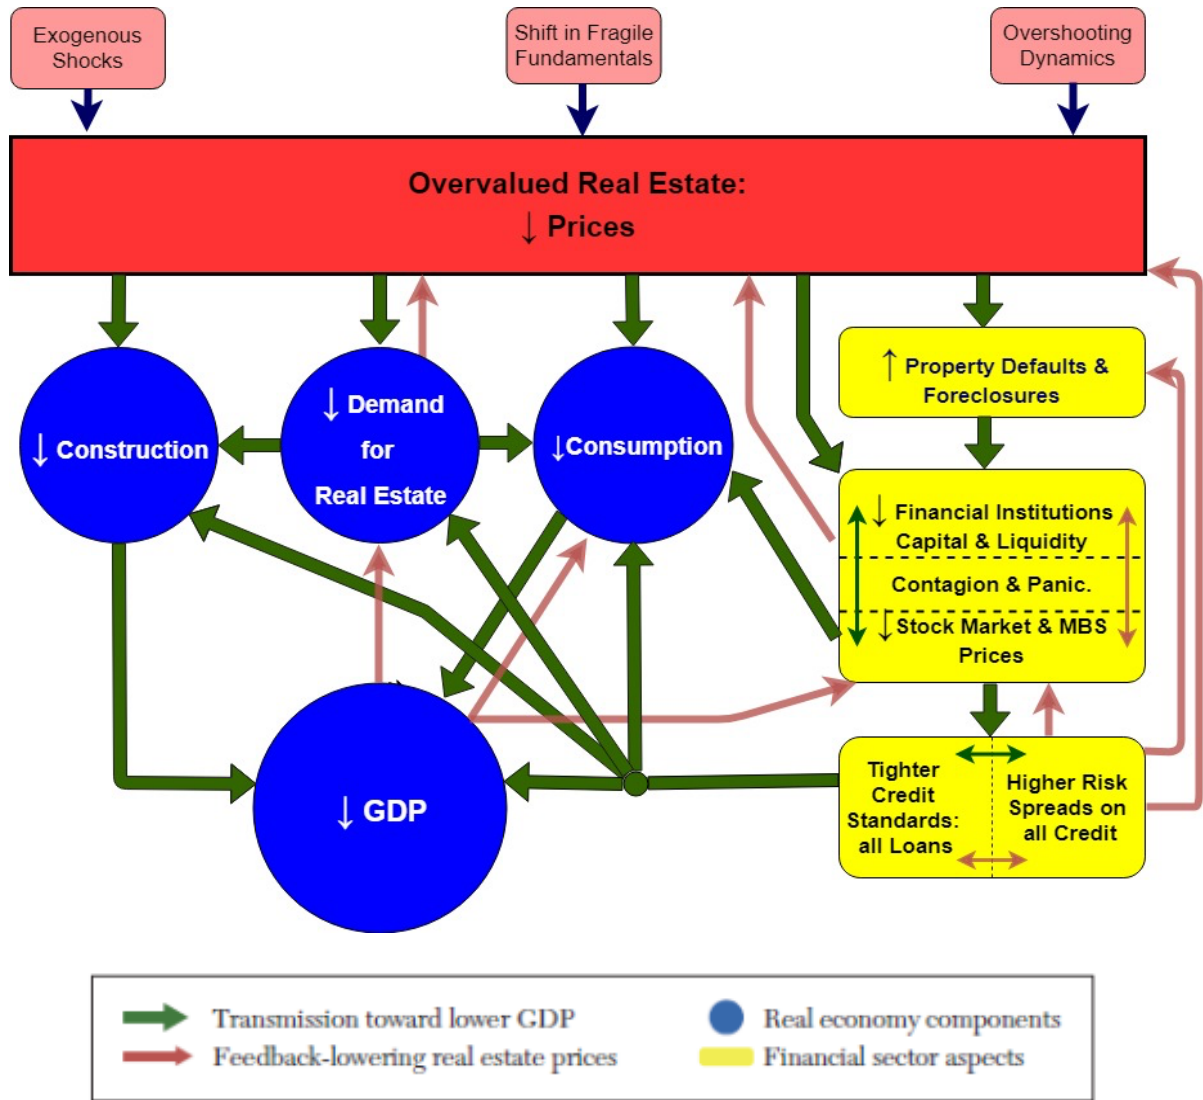 Exogenous
Shocks
Shift in Fragile
Fundamentals
Overshooting
Dynamics
Overvalued Real Estate:
↓ Prices
↓ Construction
↓ Demand
for
Real Estate
↓Consumption
↑ Property Defaults &
Foreclosures
↓ Financial Institutions
Capital & Liquidity
Contagion & Panic.
↓Stock Market & MBS
Prices
↓ GDP
Tighter
Credit
Standards:
all Loans
Higher Risk
Spreads on
all Credit
Transmission toward lower GDP
Feedback-lowering real estate prices
Real economy components
Financial sector aspects